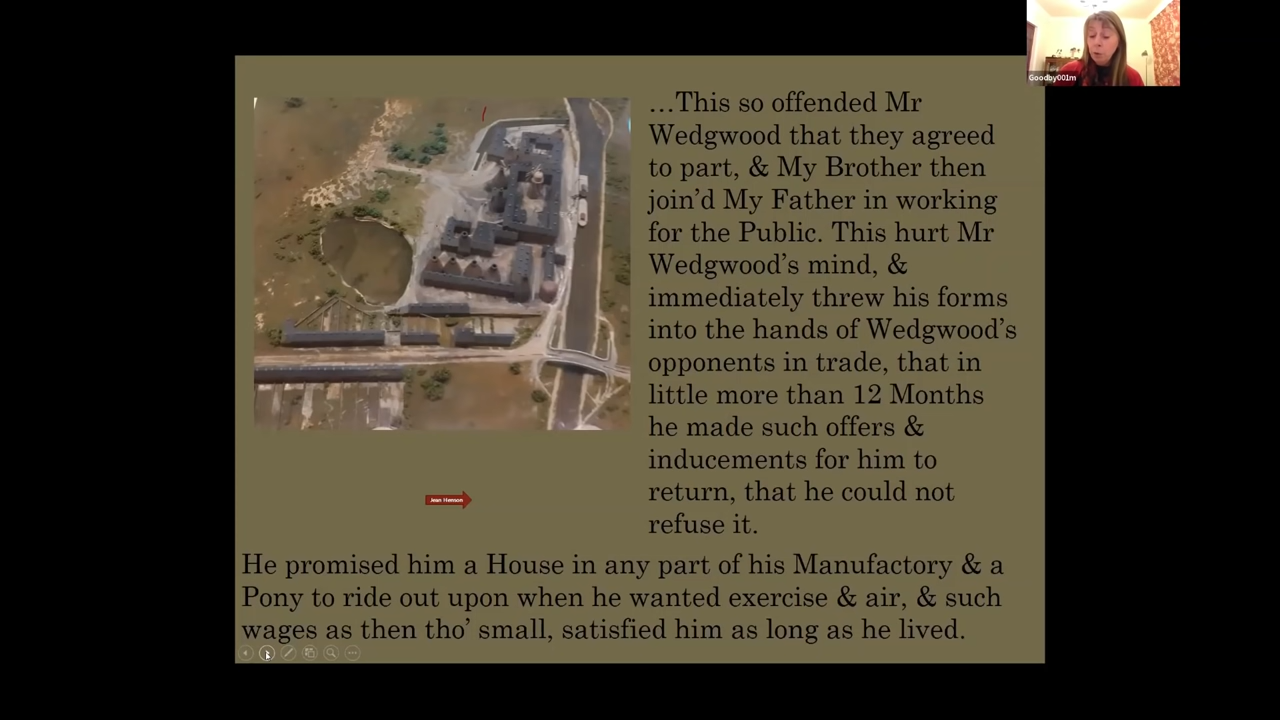 Goodby001m
…This so offended Mr
Wedgwood that they agreed
to part, & My Brother then
join’d My Father in working
for the Public. This hurt Mr
Wedgwood’s mind, &
immediately threw his forms
into the hands of Wedgwood’s
opponents in trade, that in
little more than 12 Months
he made such offers &
inducements for him to
return, that he could not
refuse it.
Jean Henson
He promised him a House in any part of his Manufactory & a
Pony to ride out upon when he wanted exercise & air, & such
wages as then tho’ small, satisfied him as long as he lived.